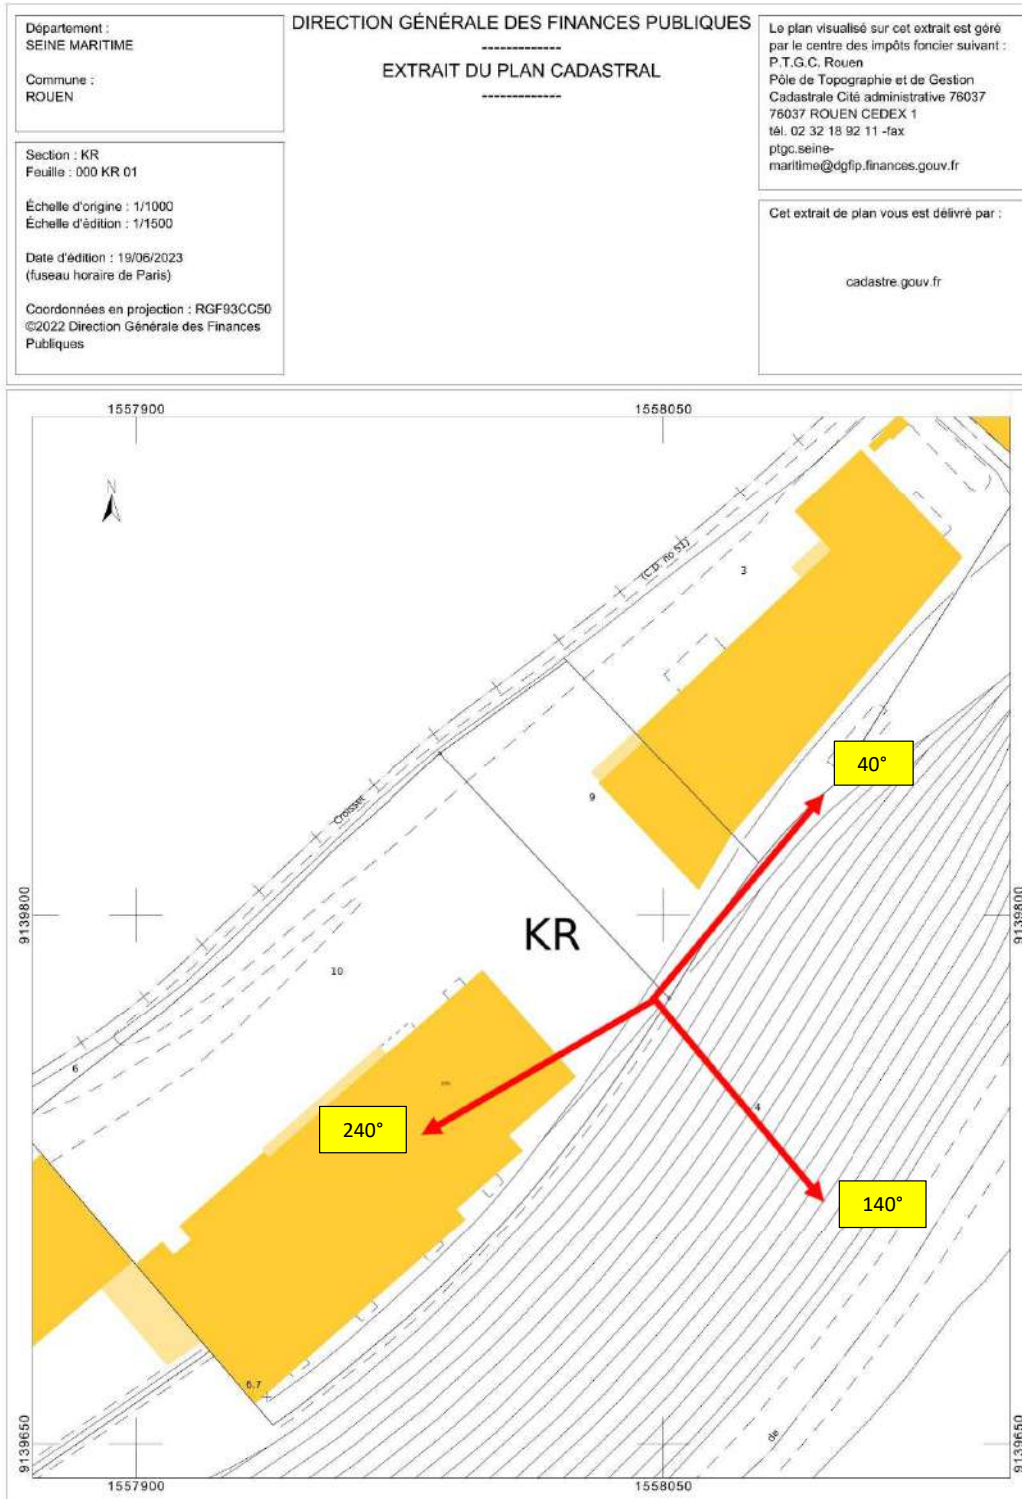 Département :
SEINE MARITIME
Commune :
ROUEN
Section : KR
Feuille : 000 KR 01
Échelle d'origine : 1/1000
Échelle d'édition : 1/1500
Date d'édition : 19/06/2023
(fuseau horaire de Paris)
Coordonnées en projection : RGF93CC50
©2022 Direction Générale des Finances
Publiques
DIRECTION GÉNÉRALE DES FINANCES PUBLIQUES
-------------
EXTRAIT DU PLAN CADASTRAL
-------------
Le plan visualisé sur cet extrait est géré
par le centre des impôts foncier suivant :
P.T.G.C. Rouen
Pôle de Topographie et de Gestion
Cadastrale Cité administrative 76037
76037 ROUEN CEDEX 1
tél. 02 32 18 92 11 -fax
ptgc.seine-
maritime@dgfip.finances.gouv.fr
Cet extrait de plan vous est délivré par :
cadastre.gouv.fr
1557900
1558050
N
(C.D. no 51)
3
40°
9
Croisset
9139800
9139800
KR
10
6
240°
4
140°
6.7
de
9139650
9139650
1557900
1558050